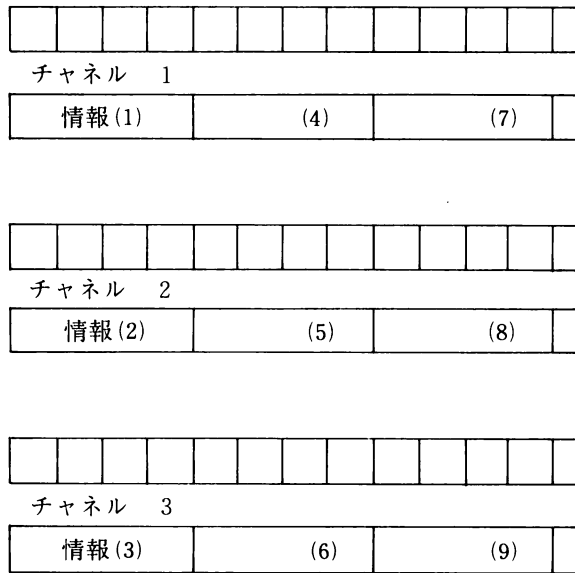 チャネル 1
情報(1) (4) (7)
チャネル 2
情報(2) (5) (8)
チャネル 3
情報(3) (6) (9)